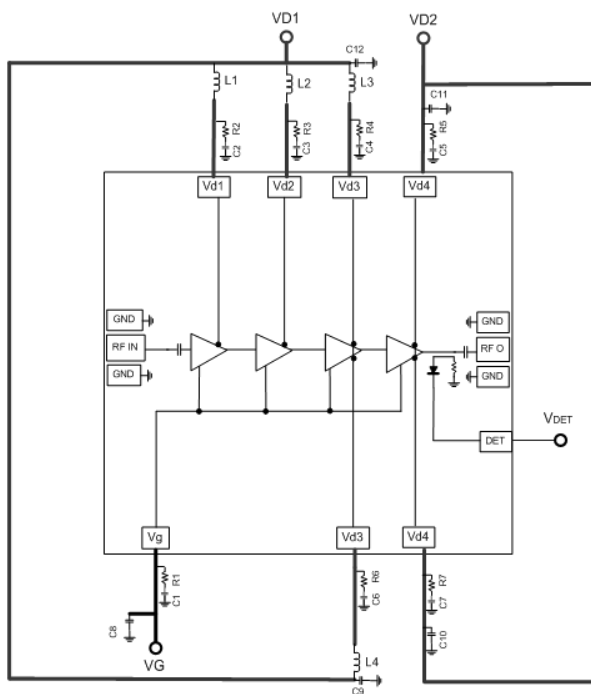 VD1
VD2
C12
L1
L2
L3
C11
R2
C2
R3
C3
R4
C4
R5
C5
Vd1
Vd2
Vd3
Vd4
GND
GND
RF IN
RF O
GND
GND
VDET
DET
Vg
Vd3
Vd4
R1
C1
R6
C6
R7
C7
C8
C10
VG
L4
C9